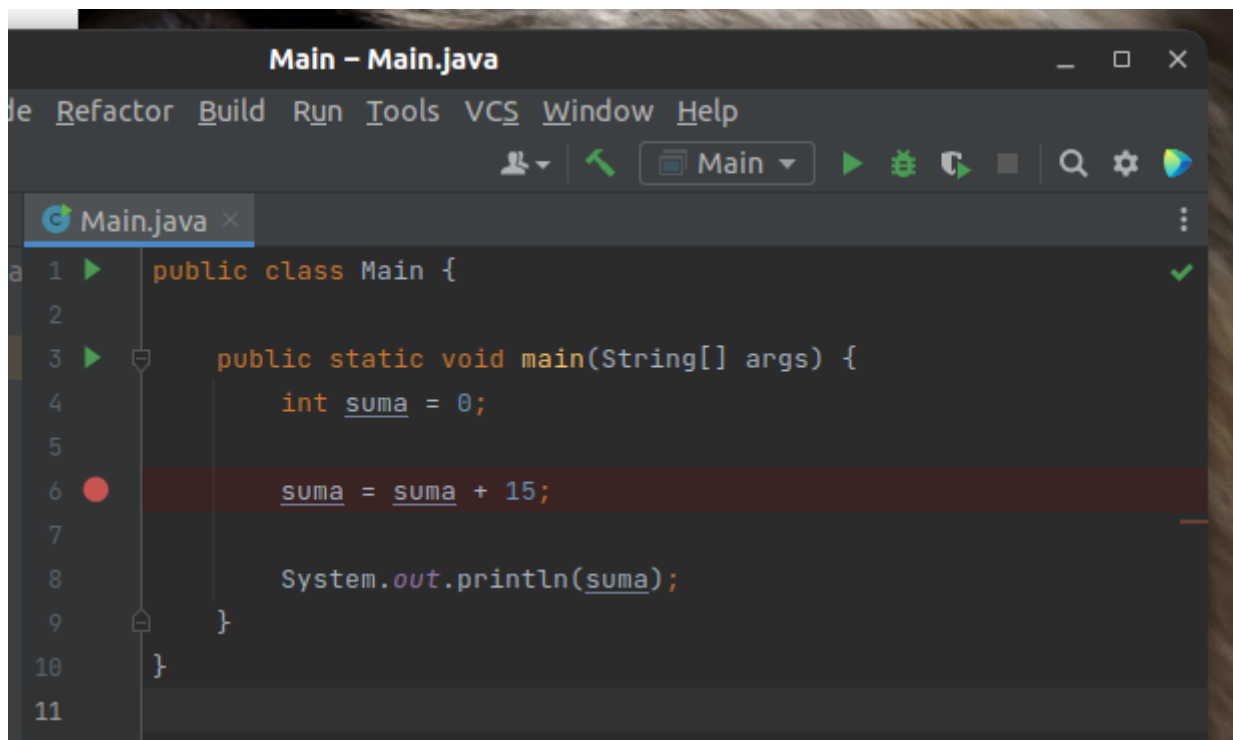 Main – Main.java
de Refactor Build Run Tools VCS Window Help
Main
Main.java
a 1 public class Main {
2
3 public static void main(String[] args) {
4 int suma = 0;
5
6 suma = suma + 15;
7
8 System.out.println(suma);
9 }
10 }
11